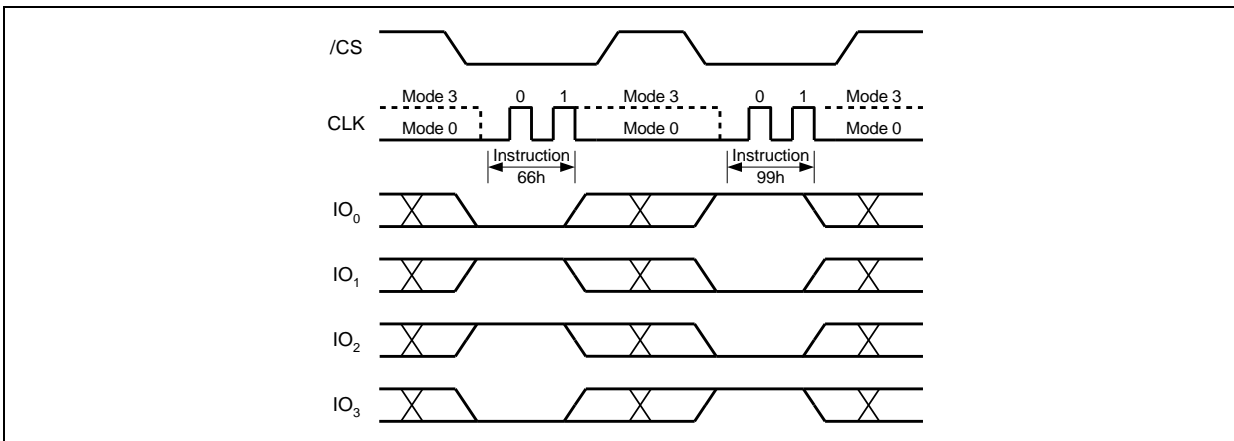 /CS
Mode 3 0 1 Mode 3 0 1 Mode 3
CLK
Mode 0 Mode 0 Mode 0
Instruction Instruction
66h 99h
IO0
IO1
IO2
IO3